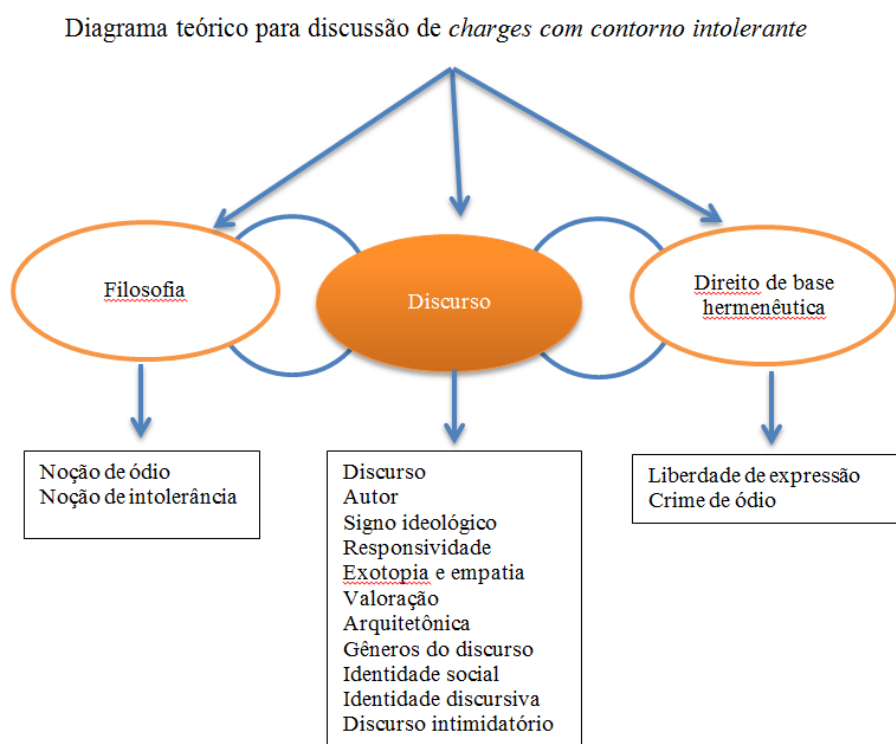 Diagrama teórico para discussão de charges com contorno intolerante
Filosofia
Discurso
Direito de base
hermenêutica
Noção de ódio
Noção de intolerância
Discurso
Autor
Signo ideológico
Responsividade
Exotopia e empatia
Valoração
Arquitetônica
Gêneros do discurso
Identidade social
Identidade discursiva
Discurso intimidatório
Liberdade de expressão
Crime de ódio